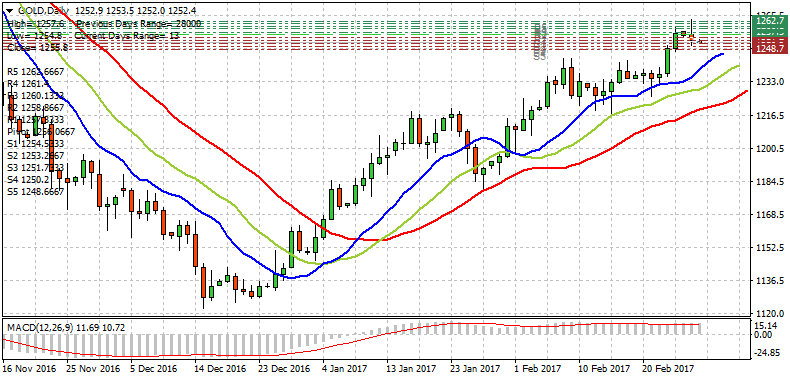 GOLD,Daily 1252.9 1253.5 1252.0 1252.4
High= 1257.6 Previous Days Range= 28000
Low= 1254.8 Current Days Range= 13
Close= 1255.8
R5 1262.6667
R4 1261.4
R3 1260.1333
R2 1258.8667
R1 1257.3333
Pivot 1256.0667
S1 1254.5333
S2 1253.2667
S3 1251.7333
S4 1250.2
S5 1248.6667
1262.7
1248.7
1233.0
1216.5
1200.5
1184.5
1168.5
1152.5
1136.5
1120.0
MACD(12,26,9) 11.69 10.72
15.14
0.00
-24.85
16 Nov 2016 25 Nov 2016 5 Dec 2016 14 Dec 2016 23 Dec 2016 4 Jan 2017 13 Jan 2017 23 Jan 2017 1 Feb 2017 10 Feb 2017 20 Feb 2017